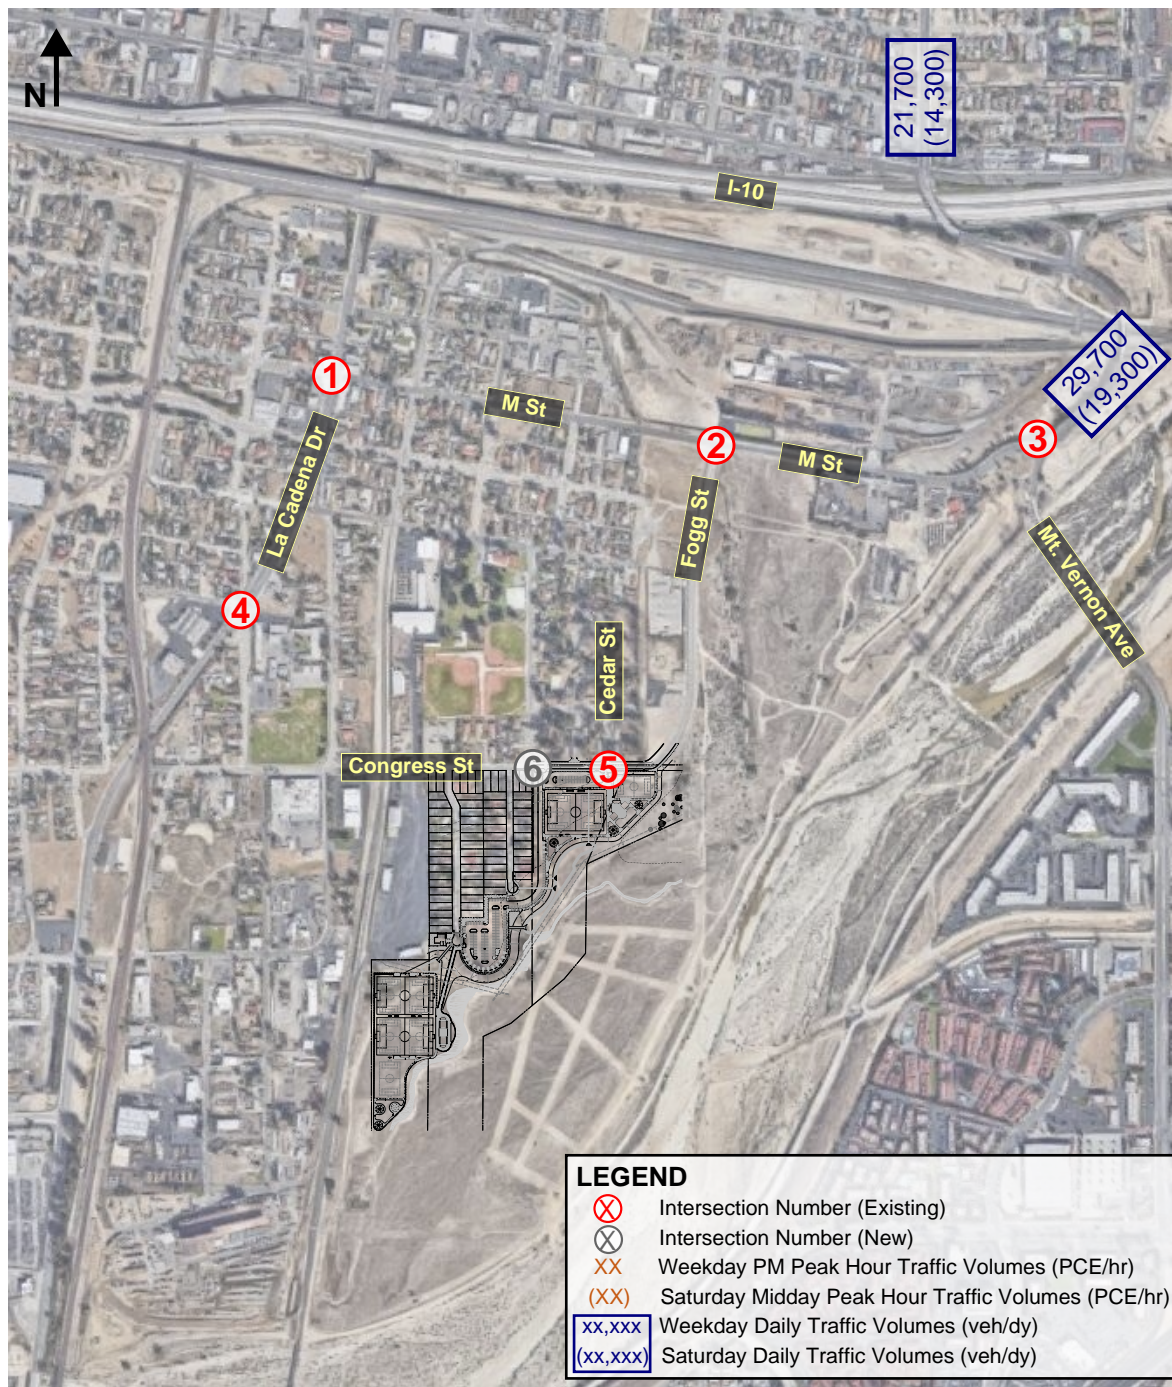 N
21,700
(14,300)
I-10
29,700
(19,300)
1
M St
2
M St
3
La Cadena Dr
Fogg St
Mt. Vernon Ave
4
Cedar St
Congress St
6
5
LEGEND
X Intersection Number (Existing)
X Intersection Number (New)
XX Weekday PM Peak Hour Traffic Volumes (PCE/hr)
(XX) Saturday Midday Peak Hour Traffic Volumes (PCE/hr)
xx,xxx Weekday Daily Traffic Volumes (veh/dy)
(xx,xxx) Saturday Daily Traffic Volumes (veh/dy)